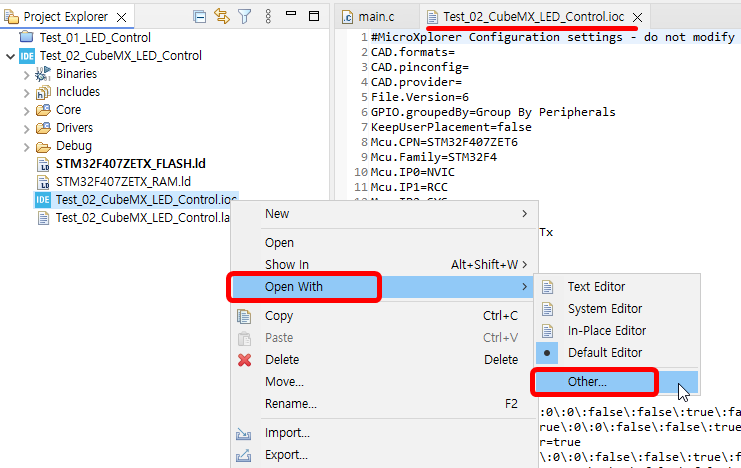 Project Explorer
Test_01_LED_Control
IDE Test_02_CubeMX_LED_Control
Binaries
Includes
Core
Drivers
Debug
STM32F407ZETX_FLASH.ld
STM32F407ZETX_RAM.ld
IDE Test_02_CubeMX_LED_Control.ioc
Test_02_CubeMX_LED_Control.la
main.c
Test_02_CubeMX_LED_Control.ioc
1 #MicroXplorer Configuration settings - do not modify
2 CAD.formats=
3 CAD.pinconfig=
4 CAD.provider=
5 File.Version=6
6 GPIO.groupedBy=Group By Peripherals
7 KeepUserPlacement=false
8 Mcu.CPN=STM32F407ZET6
9 Mcu.Family=STM32F4
10 Mcu.IP0=NVIC
11 Mcu.IP1=RCC
Tx
New
Open
Show In Alt+Shift+W
Open With
Copy Ctrl+C
Paste Ctrl+V
Delete Delete
Move...
Rename... F2
Import...
Export...
Text Editor
System Editor
In-Place Editor
Default Editor
Other...
:0\:0\:false\:false\:true\:fa
rue\:0\:0\:false\:false\:true
r=true
\:0\:0\:false\:false\:true\:f